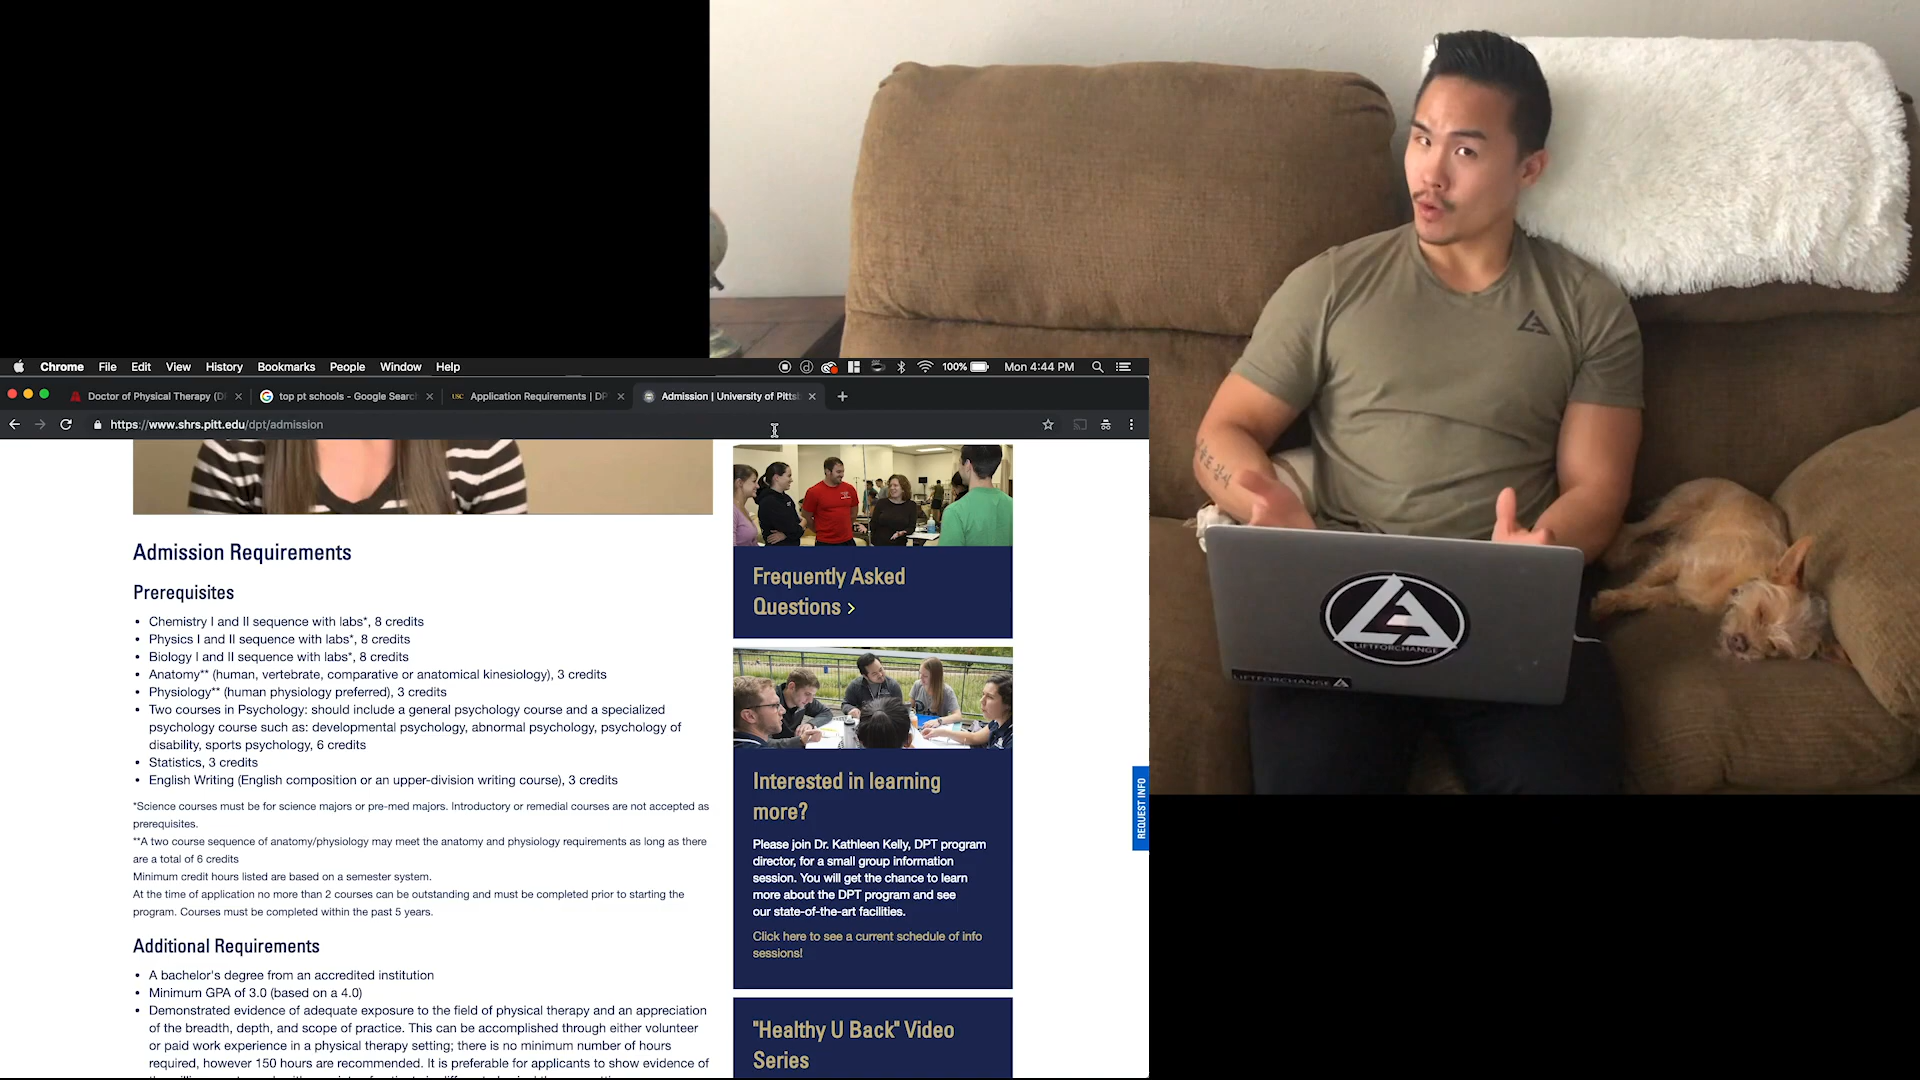 Chrome File Edit View History Bookmarks People Window Help 100% Mon 4:44 PM
Doctor of Physical Therapy (D top pt schools - Google Searc USC Application Requirements | DP Admission | University of Pitts
https://www.shrs.pitt.edu/dpt/admission
Admission Requirements
Prerequisites
• Chemistry I and II sequence with labs*, 8 credits
• Physics I and II sequence with labs*, 8 credits
• Biology I and II sequence with labs*, 8 credits
• Anatomy** (human, vertebrate, comparative or anatomical kinesiology), 3 credits
• Physiology** (human physiology preferred), 3 credits
• Two courses in Psychology: should include a general psychology course and a specialized
psychology course such as: developmental psychology, abnormal psychology, psychology of
disability, sports psychology, 6 credits
• Statistics, 3 credits
• English Writing (English composition or an upper-division writing course), 3 credits
*Science courses must be for science majors or pre-med majors. Introductory or remedial courses are not accepted as
prerequisites.
**A two course sequence of anatomy/physiology may meet the anatomy and physiology requirements as long as there
are a total of 6 credits
Minimum credit hours listed are based on a semester system.
At the time of application no more than 2 courses can be outstanding and must be completed prior to starting the
program. Courses must be completed within the past 5 years.
Additional Requirements
• A bachelor's degree from an accredited institution
• Minimum GPA of 3.0 (based on a 4.0)
• Demonstrated evidence of adequate exposure to the field of physical therapy and an appreciation
of the breadth, depth, and scope of practice. This can be accomplished through either volunteer
or paid work experience in a physical therapy setting; there is no minimum number of hours
required, however 150 hours are recommended. It is preferable for applicants to show evidence of
Frequently Asked
Questions >
Interested in learning
more?
Please join Dr. Kathleen Kelly, DPT program
director, for a small group information
session. You will get the chance to learn
more about the DPT program and see
our state-of-the-art facilities.
Click here to see a current schedule of info
sessions!
"Healthy U Back" Video
Series
REQUEST INFO
LIFTFORCHANGE
LIFTFORCHANGE